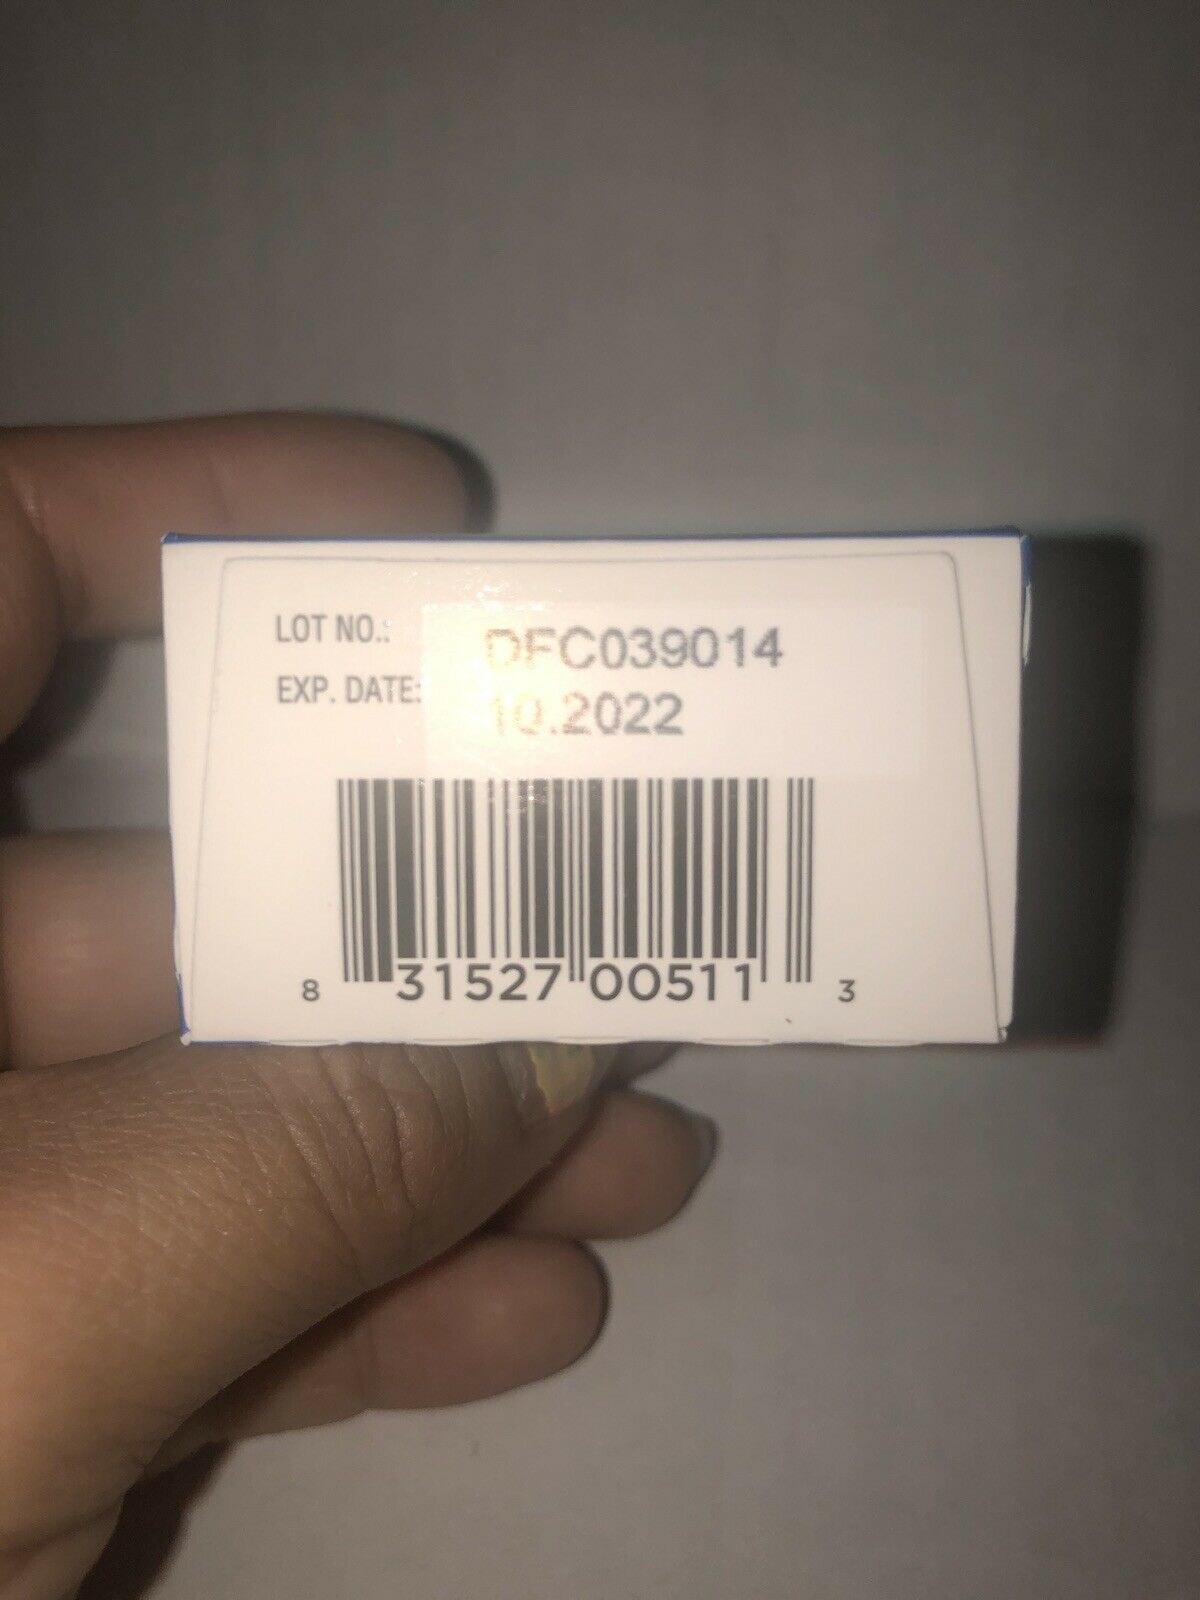 LOT NO.: DFC039014
EXP. DATE: 10.2022
8 31527 00511 3